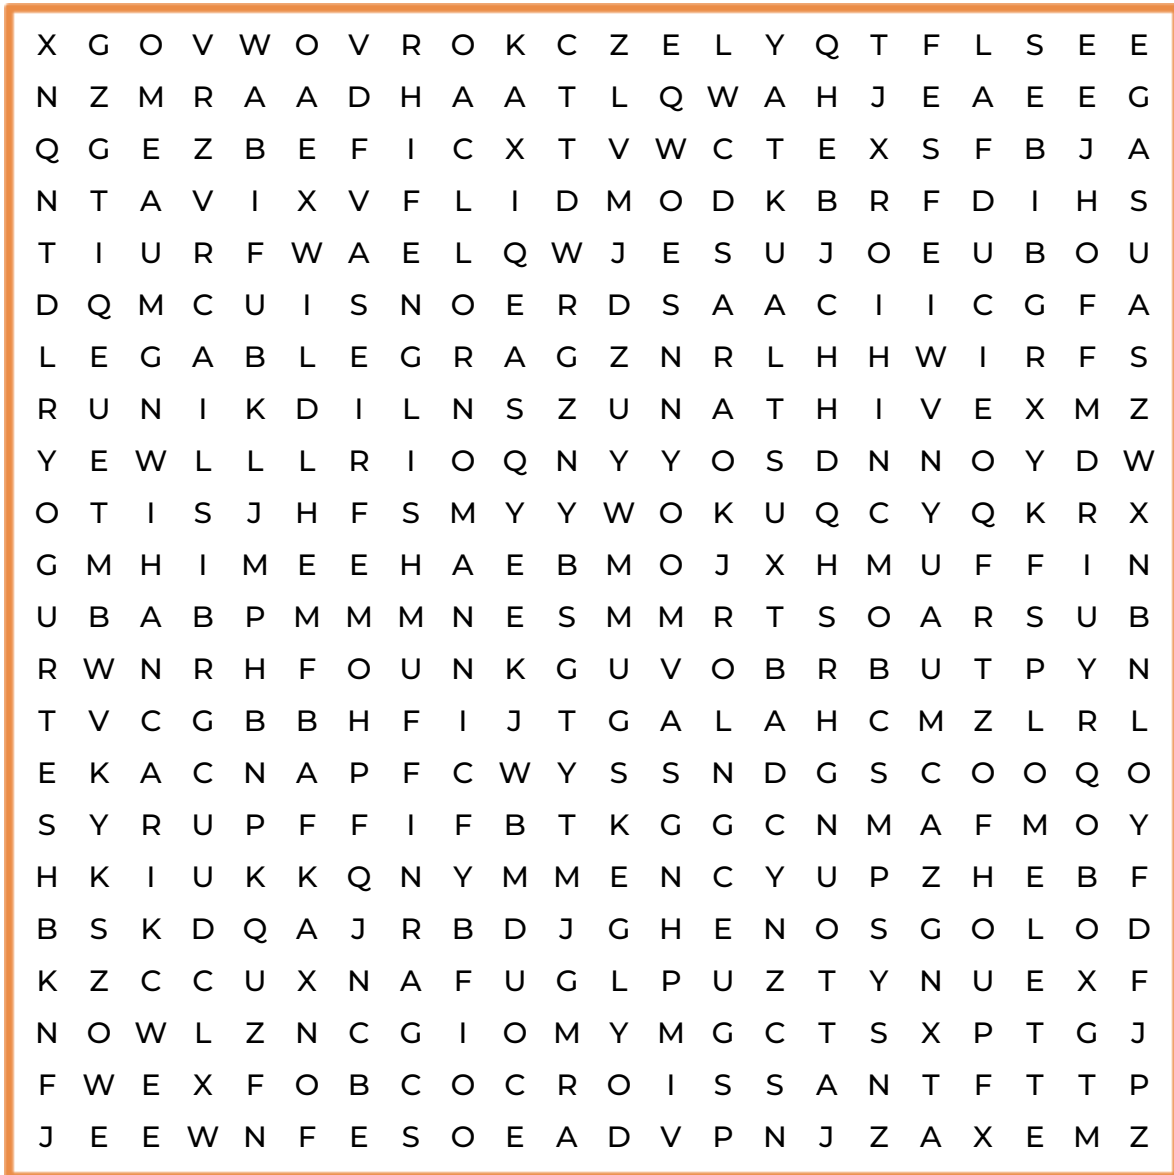 X G O V W O V R O K C Z E L Y Q T F L S E E
N Z M R A A D H A A T L Q W A H J E A E E G
Q G E Z B E F I C X T V W C T E X S F B J A
N T A V I X V F L I D M O D K B R F D I H S
T I U R F W A E L Q W J E S U J O E U B O U
D Q M C U I S N O E R D S A A C I I C G F A
L E G A B L E G R A G Z N R L H H W I R F S
R U N I K D I L N S Z U N A T H I V E X M Z
Y E W L L L R I O Q N Y Y O S D N N O Y D W
O T I S J H F S M Y Y W O K U Q C Y Q K R X
G M H I M E E H A E B M O J X H M U F F I N
U B A B P M M M N E S M M R T S O A R S U B
R W N R H F O U N K G U V O B R B U T P Y N
T V C G B B H F I J T G A L A H C M Z L R L
E K A C N A P F C W Y S S N D G S C O O Q O
S Y R U P F F I F B T K G G C N M A F M O Y
H K I U K K Q N Y M M E N C Y U P Z H E B F
B S K D Q A J R B D J G H E N O S G O L O D
K Z C C U X N A F U G L P U Z T Y N U E X F
N O W L Z N C G I O M Y M G C T S X P T G J
F W E X F O B C O C R O I S S A N T F T T P
J E E W N F E S O E A D V P N J Z A X E M Z